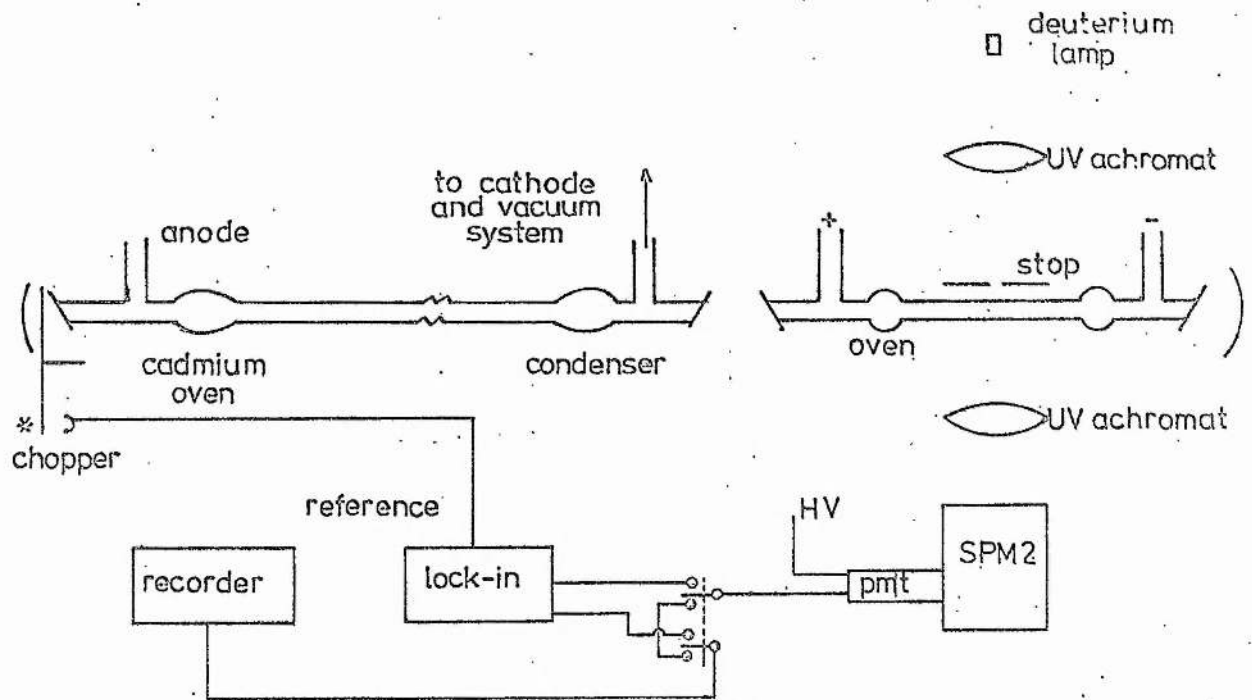 deuterium
lamp
UV achromat
to cathode
and vacuum
system
anode
+
-
stop
cadmium
oven
condenser
oven
UV achromat
*
chopper
reference
HV
recorder
lock-in
pmt
SPM2